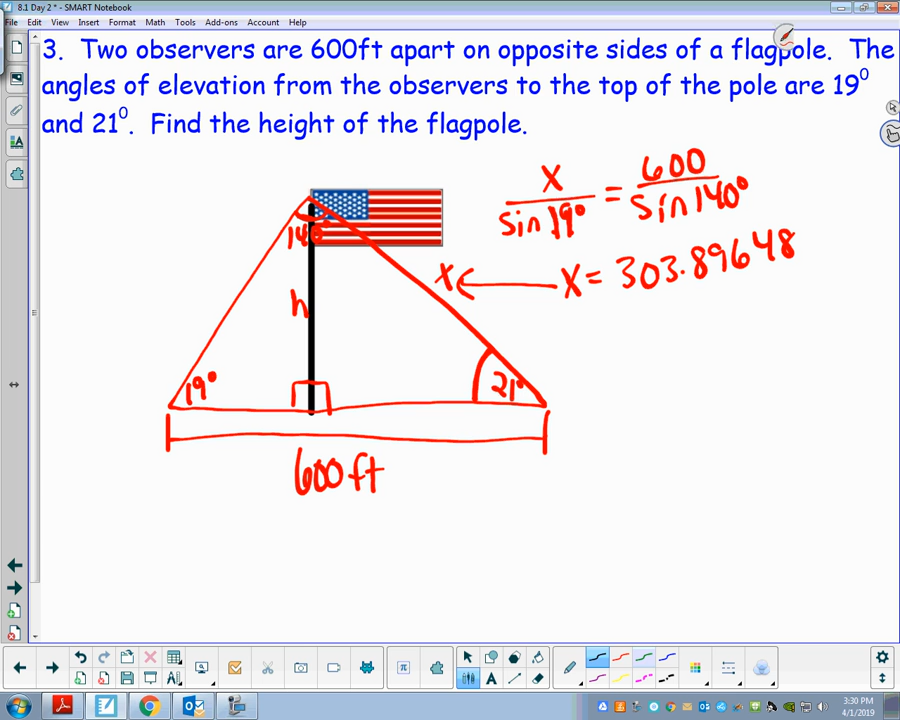 8.1 Day 2 * - SMART Notebook
File Edit View Insert Format Math Tools Add-ons Account Help
3. Two observers are 600ft apart on opposite sides of a flagpole. The
angles of elevation from the observers to the top of the pole are 19⁰
and 21⁰. Find the height of the flagpole.
x/sin 19° = 600/sin 140°
x = 303.89648
140°
x
h
19°
21°
600 ft
3:30 PM
4/1/2019